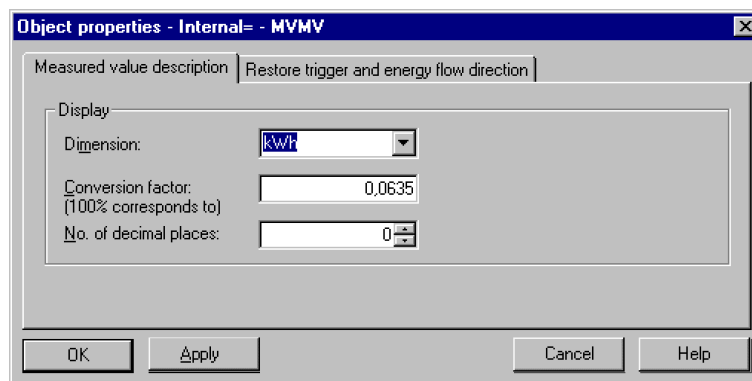 Object properties - Internal= - MVMV
Measured value description
Restore trigger and energy flow direction
Display
Dimension:
kWh
Conversion factor:
0,0635
(100% corresponds to)
No. of decimal places:
0
OK
Apply
Cancel
Help